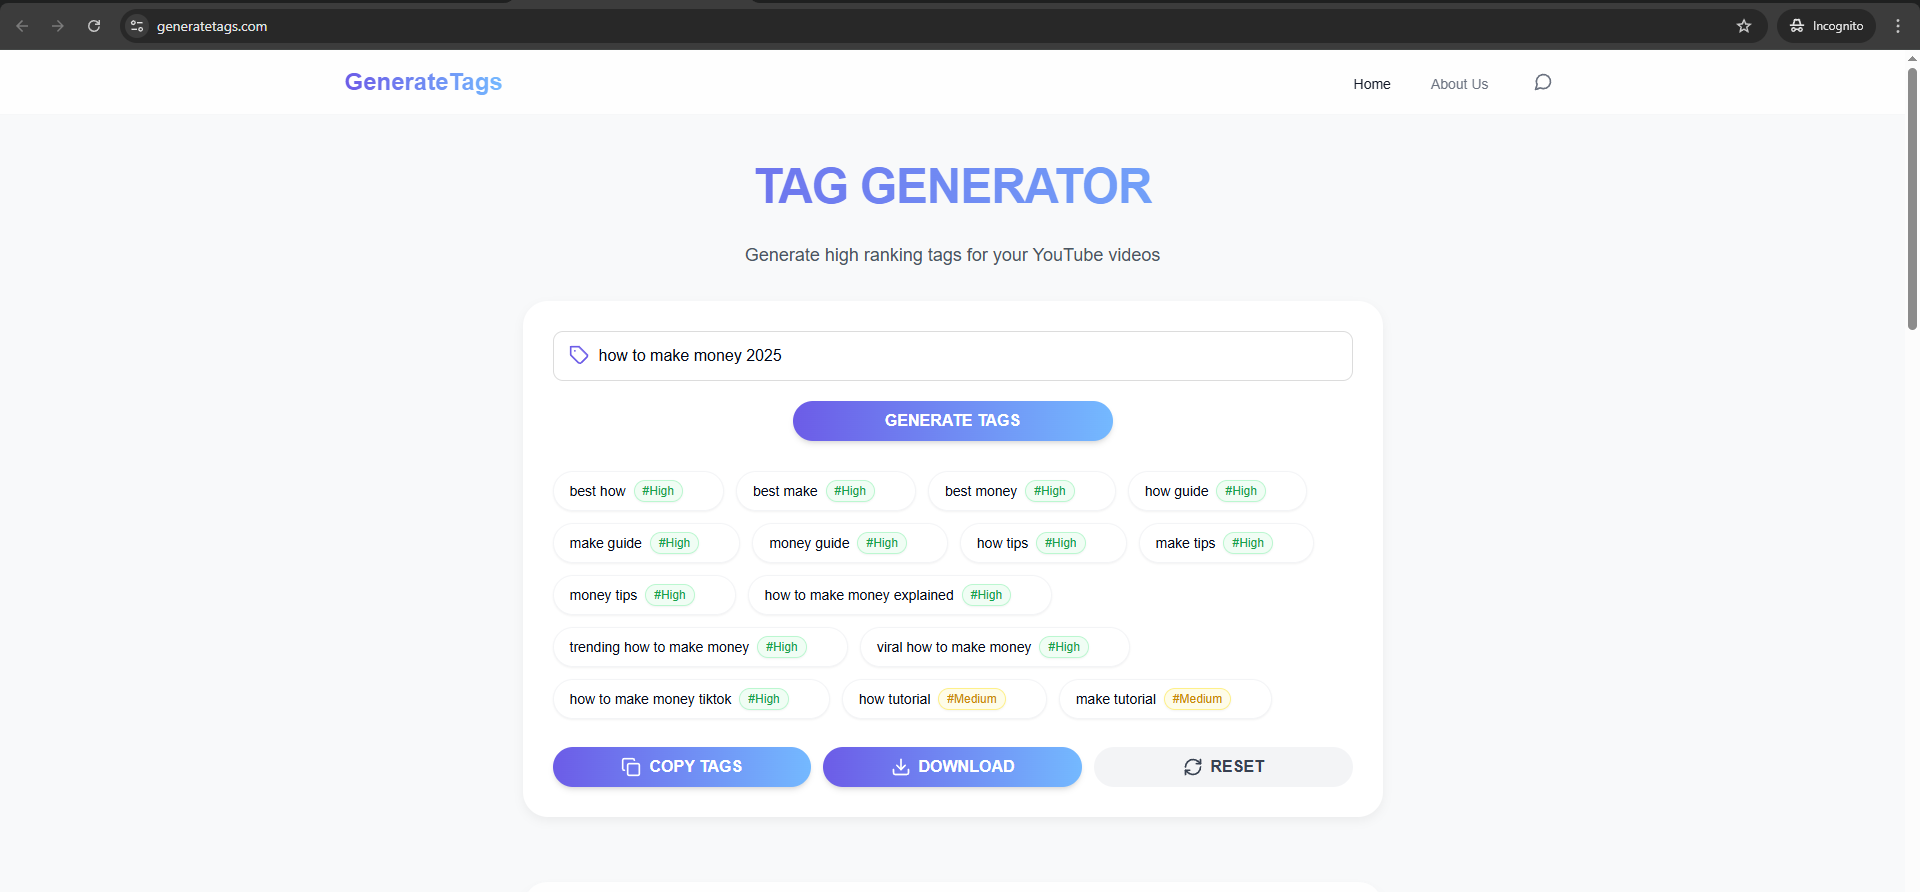 generatetags.com
Incognito
GenerateTags
Home
About Us
TAG GENERATOR
Generate high ranking tags for your YouTube videos
how to make money 2025
GENERATE TAGS
best how #High best make #High best money #High how guide #High
make guide #High money guide #High how tips #High make tips #High
money tips #High how to make money explained #High
trending how to make money #High viral how to make money #High
how to make money tiktok #High how tutorial #Medium make tutorial #Medium
COPY TAGS DOWNLOAD RESET